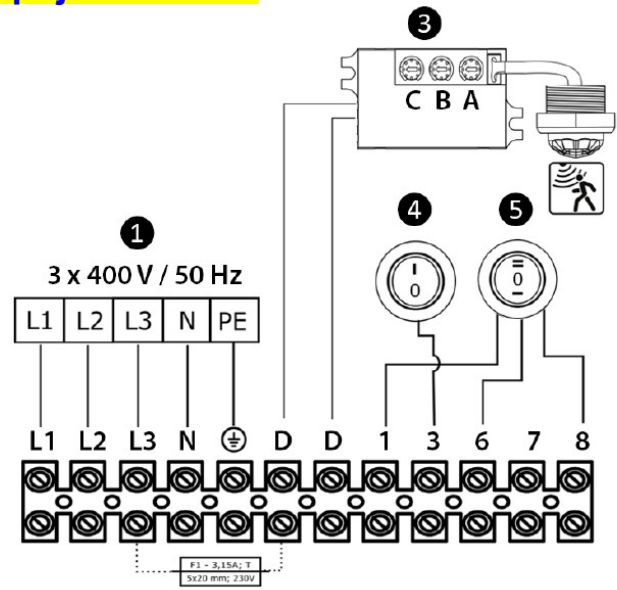 3
C B A
1
4
5
3 x 400 V / 50 Hz
I
0
0
L1 L2 L3 N PE
L1 L2 L3 N D D 1 3 6 7 8
F1 - 3,15A; T
5x20 mm; 230V